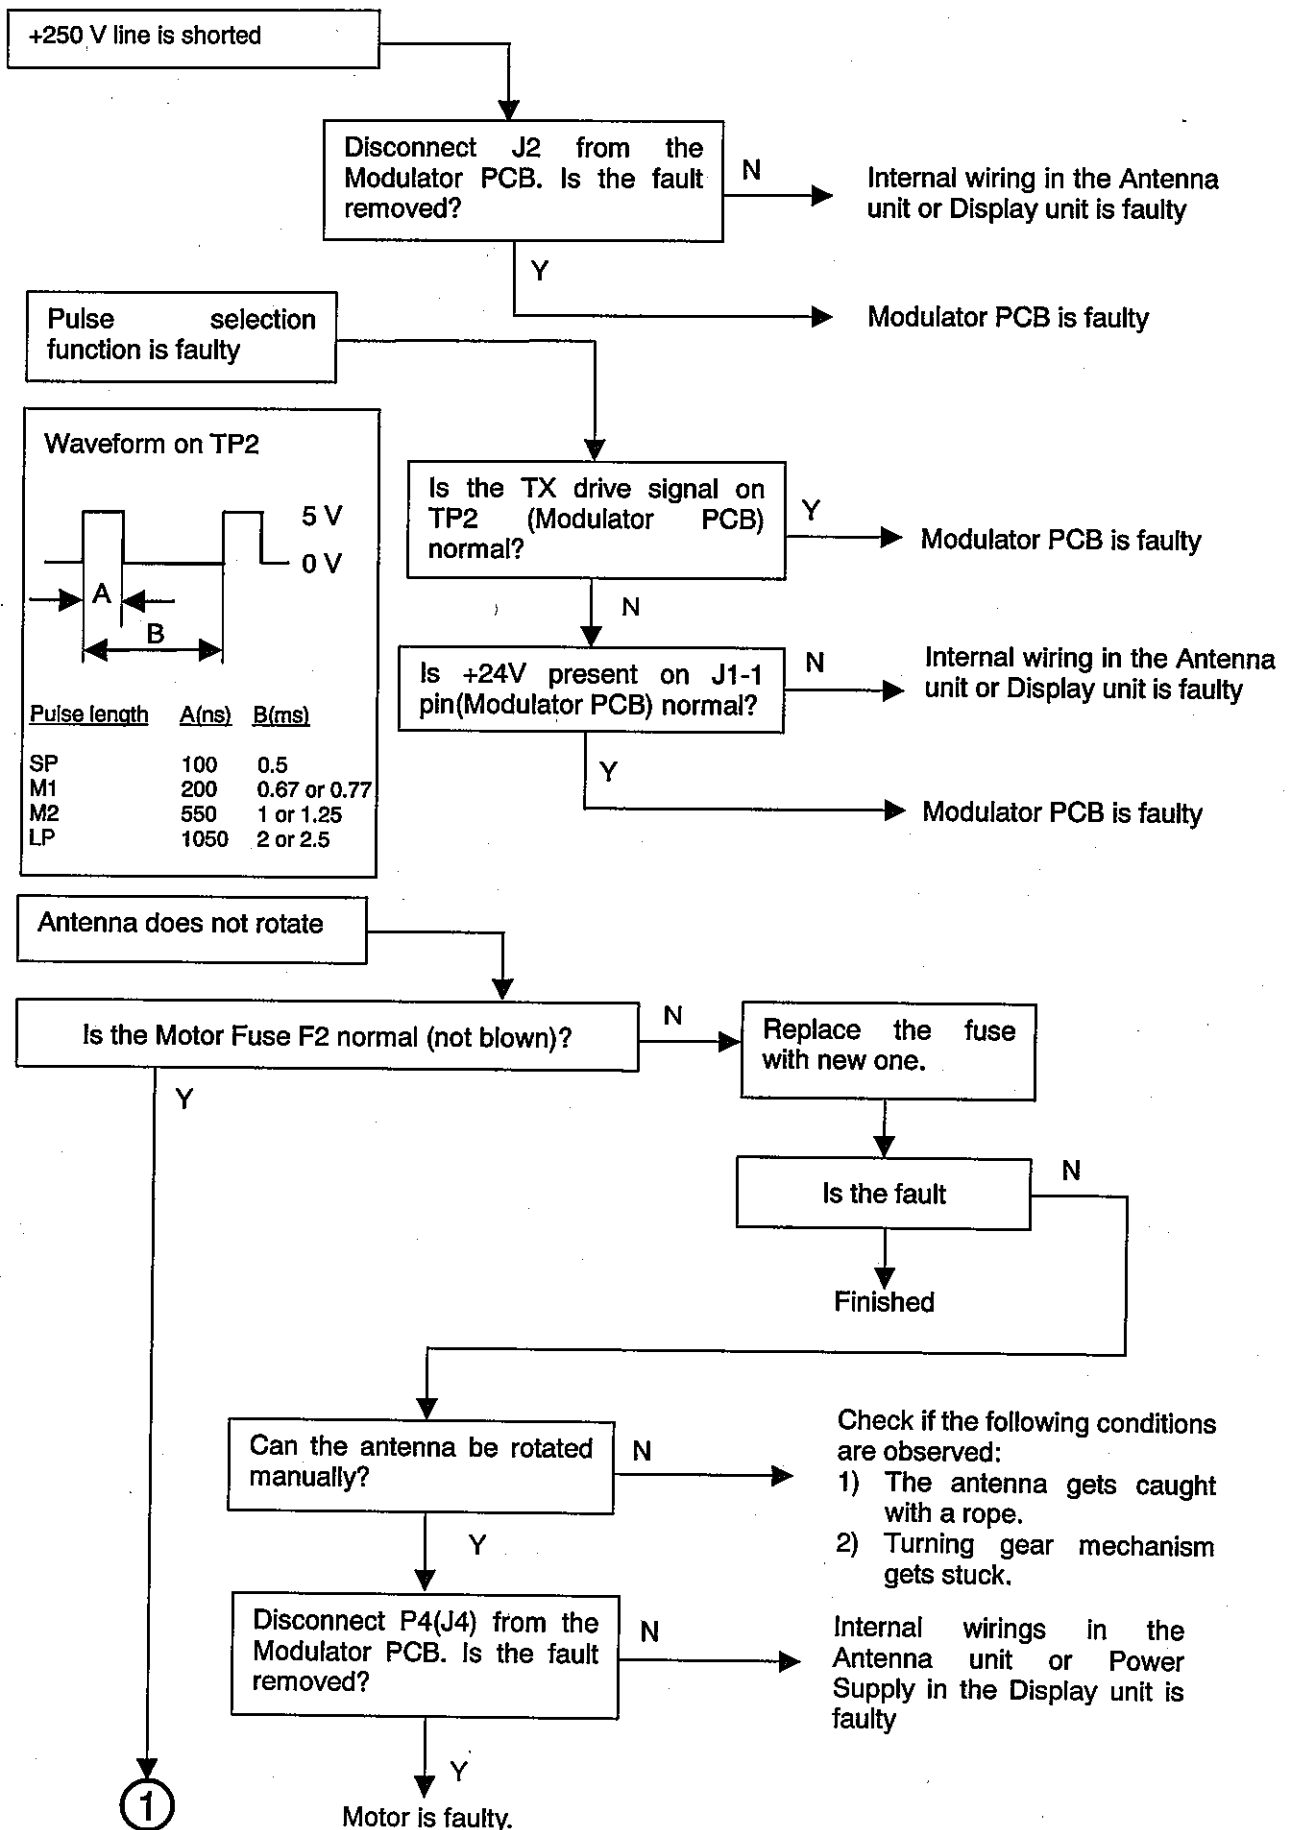 +250 V line is shorted
Disconnect J2 from the
Modulator PCB. Is the fault
removed?
N
Internal wiring in the Antenna
unit or Display unit is faulty
Y
Modulator PCB is faulty
Pulse selection
function is faulty
Waveform on TP2
5 V
0 V
A
B
Pulse length A(ns) B(ms)
SP 100 0.5
M1 200 0.67 or 0.77
M2 550 1 or 1.25
LP 1050 2 or 2.5
Is the TX drive signal on
TP2 (Modulator PCB)
normal?
Y
Modulator PCB is faulty
N
Is +24V present on J1-1
pin(Modulator PCB) normal?
N
Internal wiring in the Antenna
unit or Display unit is faulty
Y
Modulator PCB is faulty
Antenna does not rotate
Is the Motor Fuse F2 normal (not blown)?
N
Replace the fuse
with new one.
Y
Is the fault
N
Finished
Can the antenna be rotated
manually?
N
Check if the following conditions
are observed:
1) The antenna gets caught
with a rope.
2) Turning gear mechanism
gets stuck.
Y
Disconnect P4(J4) from the
Modulator PCB. Is the fault
removed?
N
Internal wirings in the
Antenna unit or Power
Supply in the Display unit is
faulty
Y
1
Motor is faulty.